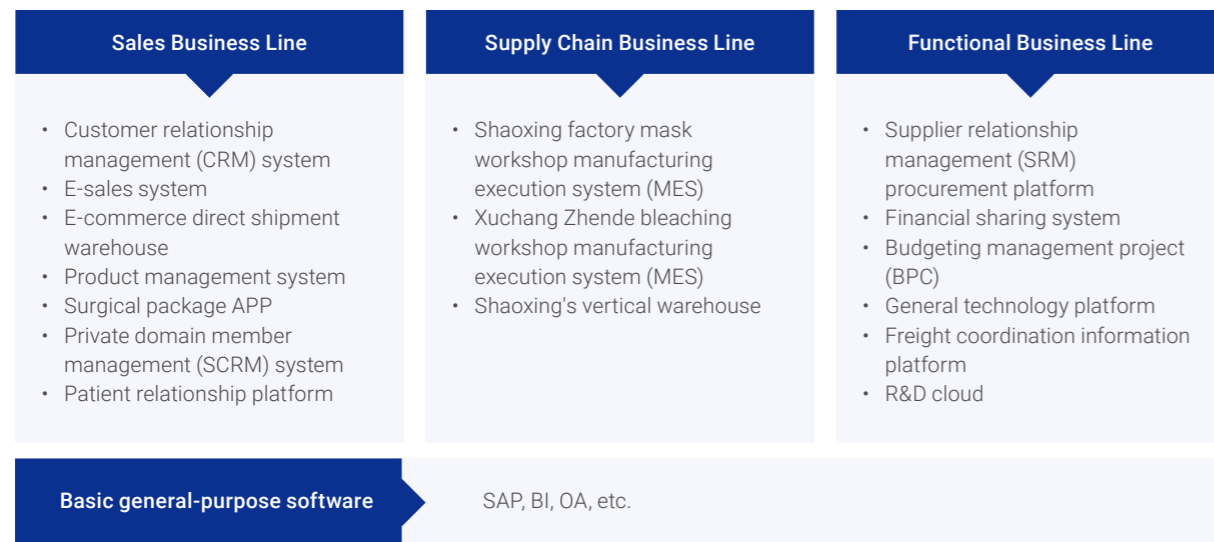 Sales Business Line
• Customer relationship
management (CRM) system
• E-sales system
• E-commerce direct shipment
warehouse
• Product management system
• Surgical package APP
• Private domain member
management (SCRM) system
• Patient relationship platform
Supply Chain Business Line
• Shaoxing factory mask
workshop manufacturing
execution system (MES)
• Xuchang Zhende bleaching
workshop manufacturing
execution system (MES)
• Shaoxing's vertical warehouse
Functional Business Line
• Supplier relationship
management (SRM)
procurement platform
• Financial sharing system
• Budgeting management project
(BPC)
• General technology platform
• Freight coordination information
platform
• R&D cloud
Basic general-purpose software
SAP, BI, OA, etc.